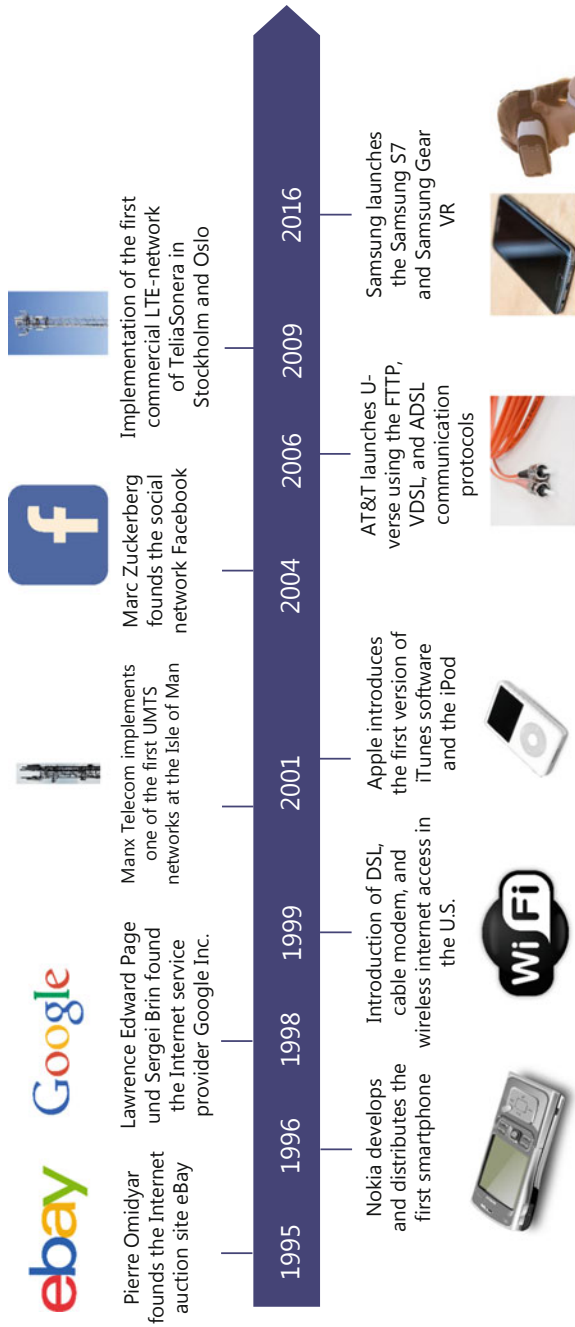 ebay
Pierre Omidyar
founds the Internet
auction site eBay
Google
Lawrence Edward Page
und Sergei Brin found
the Internet service
provider Google Inc.
Manx Telecom implements
one of the first UMTS
networks at the Isle of Man
f
Marc Zuckerberg
founds the social
network Facebook
Implementation of the first
commercial LTE-network
of TeliaSonera in
Stockholm and Oslo
1995
1996
1998
1999
2001
2004
2006
2009
2016
Nokia develops
and distributes the
first smartphone
Introduction of DSL,
cable modem, and
wireless internet access in
the U.S.
Wi Fi
Apple introduces
the first version of
iTunes software
and the iPod
AT&T launches U-
verse using the FTTP,
VDSL, and ADSL
communication
protocols
Samsung launches
the Samsung S7
and Samsung Gear
VR